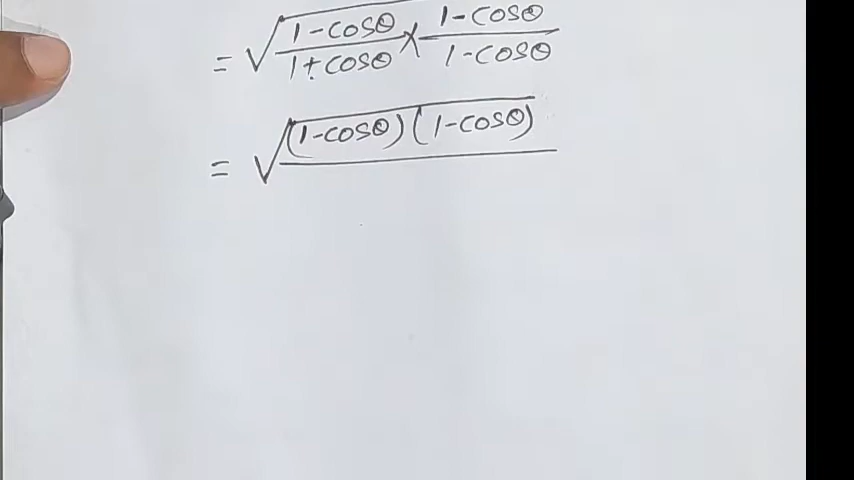 = √(1-cosθ / 1+cosθ × 1-cosθ / 1-cosθ)
= √(1-cosθ)(1-cosθ)